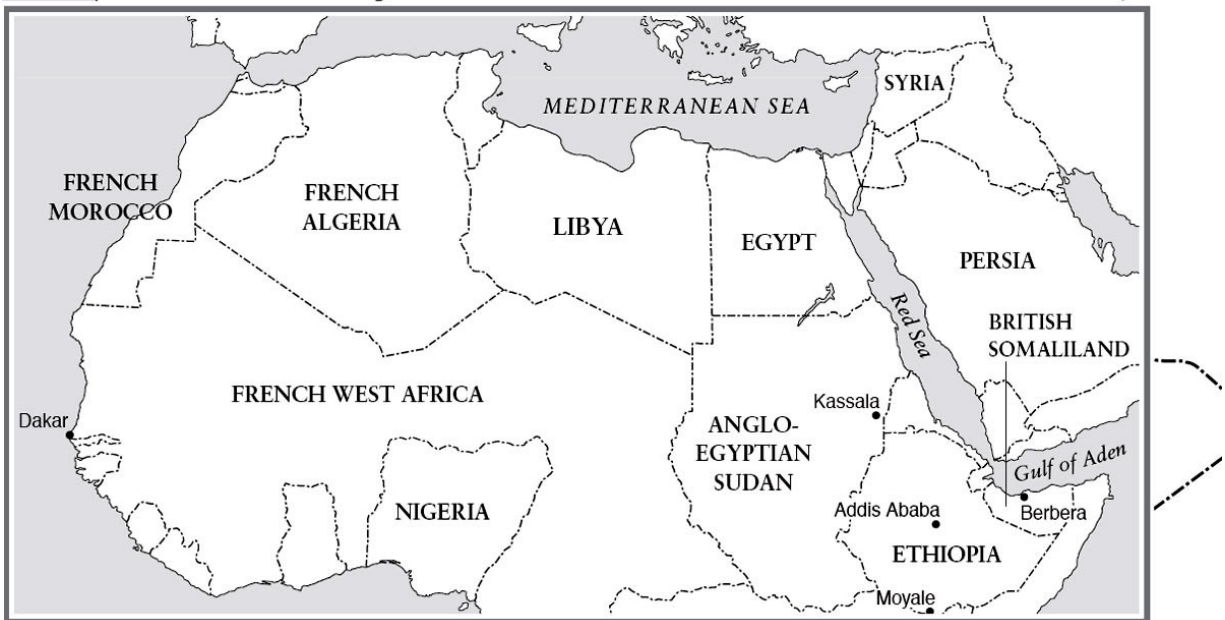 MEDITERRANEAN SEA
SYRIA
FRENCH
MOROCCO
FRENCH
ALGERIA
LIBYA
EGYPT
PERSIA
Red Sea
BRITISH
SOMALILAND
FRENCH WEST AFRICA
Dakar
Kassala
ANGLO-
EGYPTIAN
SUDAN
Gulf of Aden
NIGERIA
Addis Ababa
Berbera
ETHIOPIA
Moyale